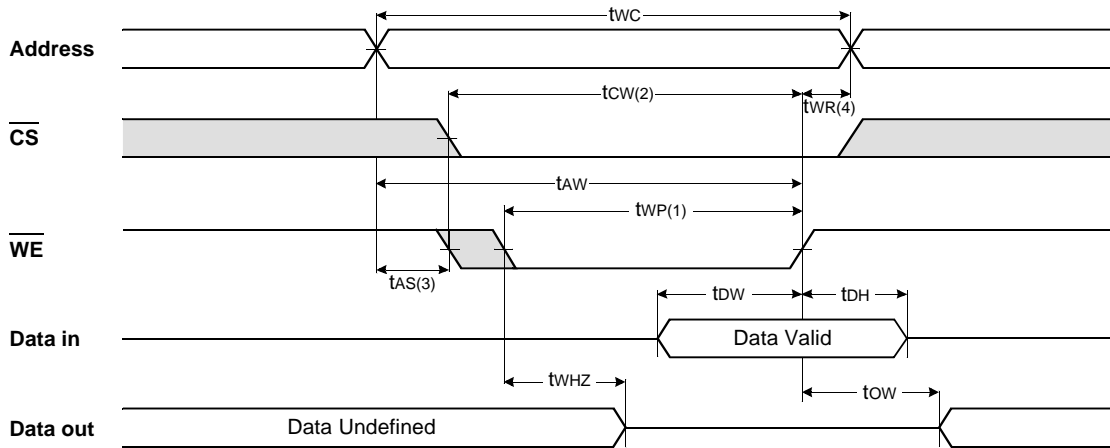 tWC
Address
tCW(2)
tWR(4)
CS
tAW
tWP(1)
WE
tAS(3)
tDW
tDH
Data in
Data Valid
tWHZ
tOW
Data out
Data Undefined